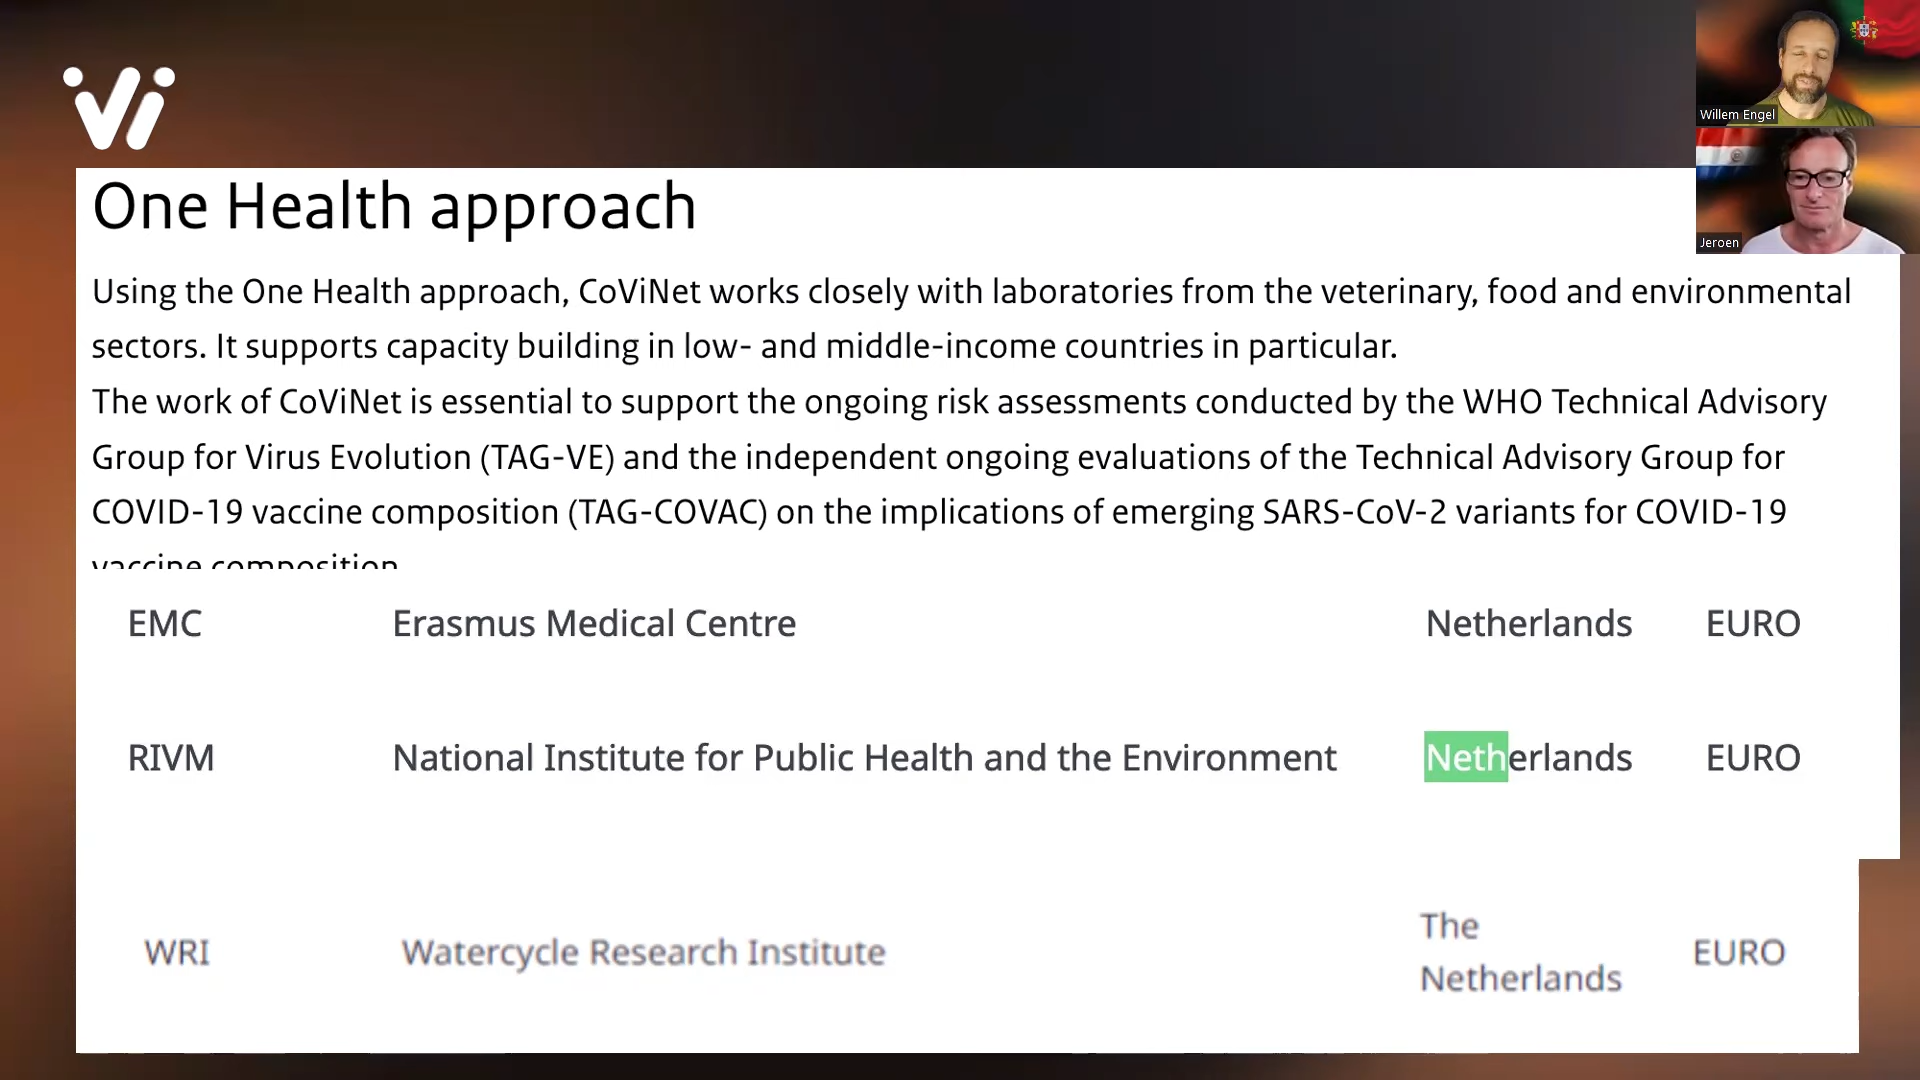 Vi
Willem Engel
Jeroen
One Health approach
Using the One Health approach, CoViNet works closely with laboratories from the veterinary, food and environmental
sectors. It supports capacity building in low- and middle-income countries in particular.
The work of CoViNet is essential to support the ongoing risk assessments conducted by the WHO Technical Advisory
Group for Virus Evolution (TAG-VE) and the independent ongoing evaluations of the Technical Advisory Group for
COVID-19 vaccine composition (TAG-COVAC) on the implications of emerging SARS-CoV-2 variants for COVID-19
vaccine composition
EMC Erasmus Medical Centre Netherlands EURO
RIVM National Institute for Public Health and the Environment Netherlands EURO
WRI Watercycle Research Institute The Netherlands EURO